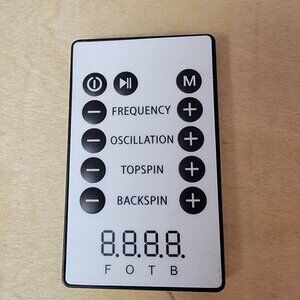 M
− FREQUENCY +
− OSCILLATION +
− TOPSPIN +
− BACKSPIN +
8.8.8.8.
F O T B